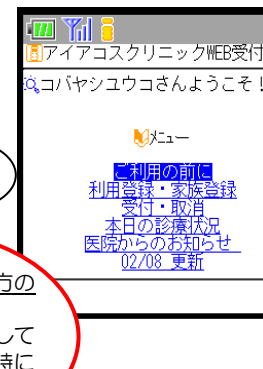 アイアコスクリニックWEB受付
コバヤシユウコさんようこそ!
メニュー
ご利用の前に
利用登録・家族登録
受付・取消
本日の診療状況
医院からのお知らせ
02/08 更新
方の
して
時に